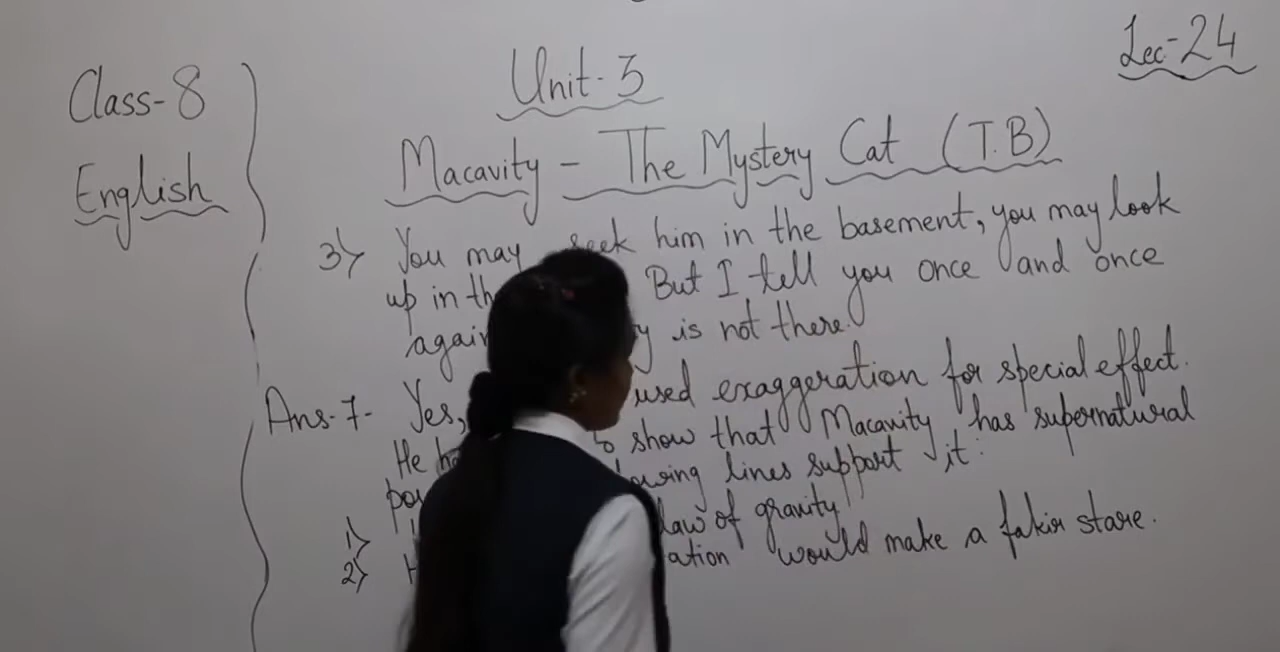 Lec-24
Unit-3
Class-8
English
Macavity - The Mystery Cat (T.B)
3) You may seek him in the basement, you may look
up in th But I tell you once and once
again y is not there.
Ans-7- Yes, used exaggeration for special effect.
He to show that Macavity has supernatural
lines support it:
1) law of gravity
2) would make a fakir stare.